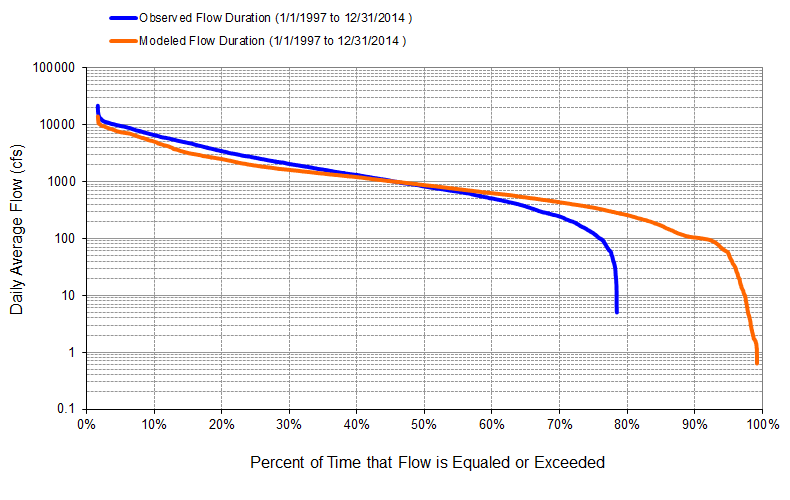 Observed Flow Duration (1/1/1997 to 12/31/2014 )
Modeled Flow Duration (1/1/1997 to 12/31/2014 )
100000
10000
1000
100
10
1
0.1
Daily Average Flow (cfs)
0% 10% 20% 30% 40% 50% 60% 70% 80% 90% 100%
Percent of Time that Flow is Equaled or Exceeded